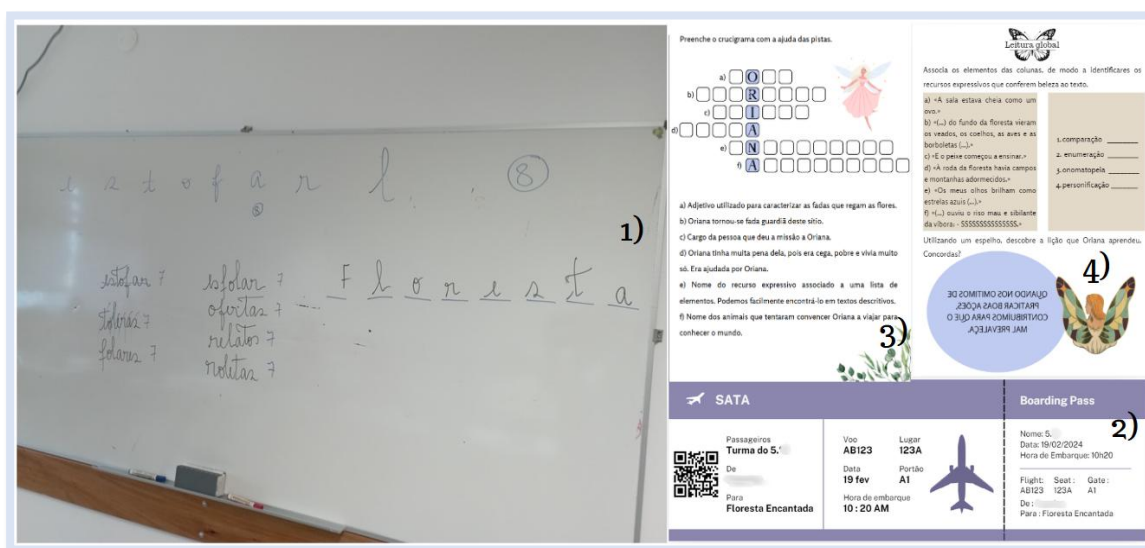 e s t o f a r l 8
8
1)
estofar 7 esfolar 7
F l o r e s t a
ofertas 7
tolerás 7
relatos 7
folares 7
roletas 7
Preenche o crucigrama com a ajuda das pistas.
a) O
b) R
c) I
d) A
e) N
f) A
a) Adjetivo utilizado para caracterizar as fadas que regam as flores.
b) Oriana tornou-se fada guardiã deste sítio.
c) Cargo da pessoa que deu a missão a Oriana.
d) Oriana tinha muita pena dela, pois era cega, pobre e vivia muito
só. Era ajudada por Oriana.
e) Nome do recurso expressivo associado a uma lista de
elementos. Podemos facilmente encontrá-lo em textos descritivos.
f) Nome dos animais que tentaram convencer Oriana a viajar para
conhecer o mundo.
3)
Leitura global
Associa os elementos das colunas, de modo a identificares os
recursos expressivos que conferem beleza ao texto.
a) «A sala estava cheia como um
ovo.»
b) «(...) do fundo da floresta vieram
os veados, os coelhos, as aves e as
borboletas (...).»
c) «E o peixe começou a ensinar.»
d) «À roda da floresta havia campos
e montanhas adormecidos.»
e) «Os meus olhos brilham como
estrelas azuis (...).»
f) «(...) ouviu o riso mau e sibilante
da víbora: - SSSSSSSSSSSSSSS.»
1. comparação ________
2. enumeração ________
3. onomatopeia ________
4. personificação ________
Utilizando um espelho, descobre a lição que Oriana aprendeu.
Concordas?
QUANDO NOS OMITIMOS DE
PRATICAR BOAS AÇÕES,
CONTRIBUIMOS PARA QUE O
MAL PREVALEÇA.
4)
SATA
Passageiros
Turma do 5.º
De
Para
Floresta Encantada
Voo Lugar
AB123 123A
Data Portão
19 fev A1
Hora de embarque
10 : 20 AM
Boarding Pass
2)
Nome: 5.
Data: 19/02/2024
Hora de Embarque: 10h20
Flight: Seat : Gate :
AB123 123A A1
De :
Para : Floresta Encantada